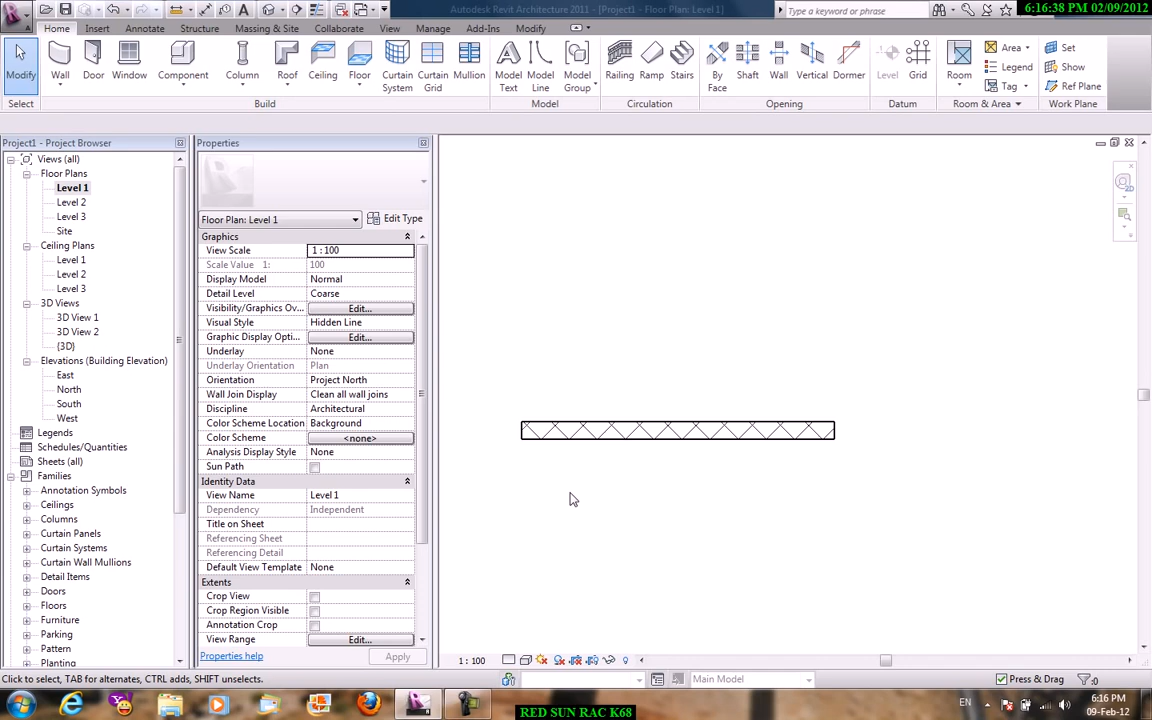 Autodesk Revit Architecture 2011 - [Project1 - Floor Plan: Level 1]
Type a keyword or phrase
6:16:38 PM 02/09/2012
Home Insert Annotate Structure Massing & Site Collaborate View Manage Add-Ins Modify
Modify Wall Door Window Component Column Roof Ceiling Floor Curtain System Curtain Grid Mullion Model Text Model Line Model Group Railing Ramp Stairs By Face Shaft Wall Vertical Dormer Level Grid Room
Area
Legend
Tag
Set
Show
Ref Plane
Select Build Model Circulation Opening Datum Room & Area Work Plane
Project1 - Project Browser
Views (all)
Floor Plans
Level 1
Level 2
Level 3
Site
Ceiling Plans
Level 1
Level 2
Level 3
3D Views
3D View 1
3D View 2
{3D}
Elevations (Building Elevation)
East
North
South
West
Legends
Schedules/Quantities
Sheets (all)
Families
Annotation Symbols
Ceilings
Columns
Curtain Panels
Curtain Systems
Curtain Wall Mullions
Detail Items
Doors
Floors
Furniture
Parking
Pattern
Planting
Properties
Floor Plan: Level 1 Edit Type
Graphics
View Scale 1 : 100
Scale Value 1: 100
Display Model Normal
Detail Level Coarse
Visibility/Graphics Ov... Edit...
Visual Style Hidden Line
Graphic Display Opti... Edit...
Underlay None
Underlay Orientation Plan
Orientation Project North
Wall Join Display Clean all wall joins
Discipline Architectural
Color Scheme Location Background
Color Scheme <none>
Analysis Display Style None
Sun Path
Identity Data
View Name Level 1
Dependency Independent
Title on Sheet
Referencing Sheet
Referencing Detail
Default View Template None
Extents
Crop View
Crop Region Visible
Annotation Crop
View Range Edit...
Properties help Apply
2D
1 : 100
Click to select, TAB for alternates, CTRL adds, SHIFT unselects.
Main Model
Press & Drag
:0
EN
6:16 PM
09-Feb-12
RED SUN RAC K68